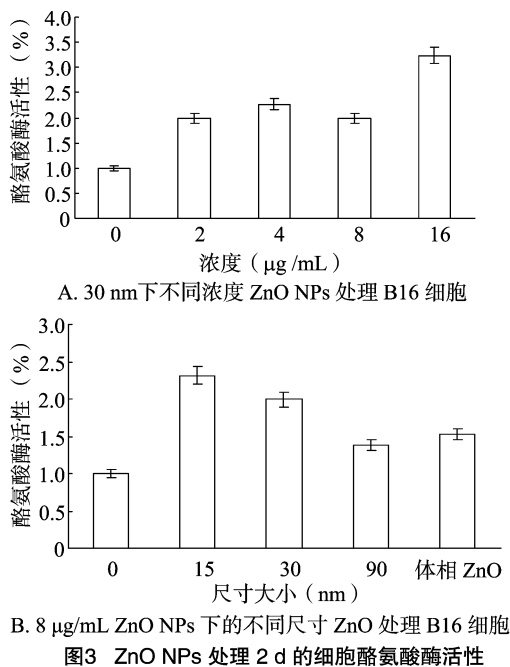 酪氨酸酶活性（%）
4.0
3.5
3.0
2.5
2.0
1.5
1.0
0.5
0
0 2 4 8 16
浓度（μg /mL）
A. 30 nm下不同浓度 ZnO NPs 处理 B16 细胞
酪氨酸酶活性（%）
3.0
2.5
2.0
1.5
1.0
0.5
0
0 15 30 90 体相 ZnO
尺寸大小（nm）
B. 8 μg/mL ZnO NPs 下的不同尺寸 ZnO 处理 B16 细胞
图3 ZnO NPs 处理 2 d 的细胞酪氨酸酶活性